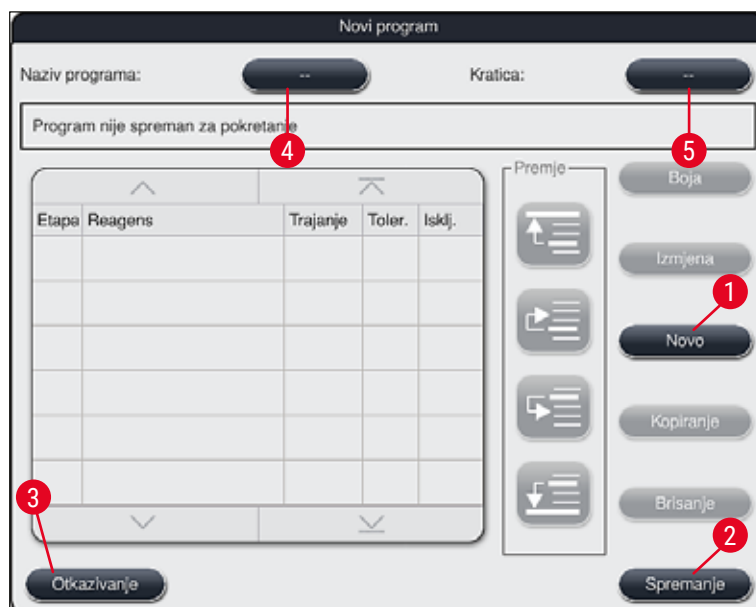 Novi program
Naziv programa: -- Kratica: --
4 5
Program nije spreman za pokretanje
Premje
Boja
Etapa Reagens Trajanje Toler. Isklj.
Izmjena
1
Novo
Kopiranje
3
Brisanje
2
Otkazivanje
Spremanje